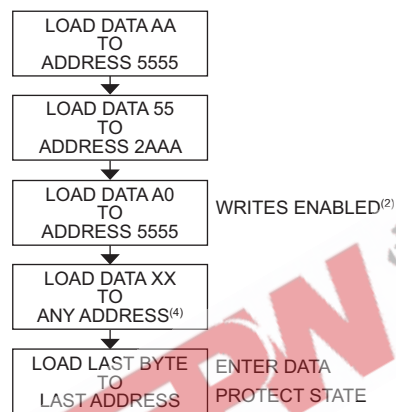 LOAD DATA AA
TO
ADDRESS 5555
LOAD DATA 55
TO
ADDRESS 2AAA
LOAD DATA A0
TO
ADDRESS 5555
WRITES ENABLED(2)
LOAD DATA XX
TO
ANY ADDRESS(4)
LOAD LAST BYTE
TO
LAST ADDRESS
ENTER DATA
PROTECT STATE